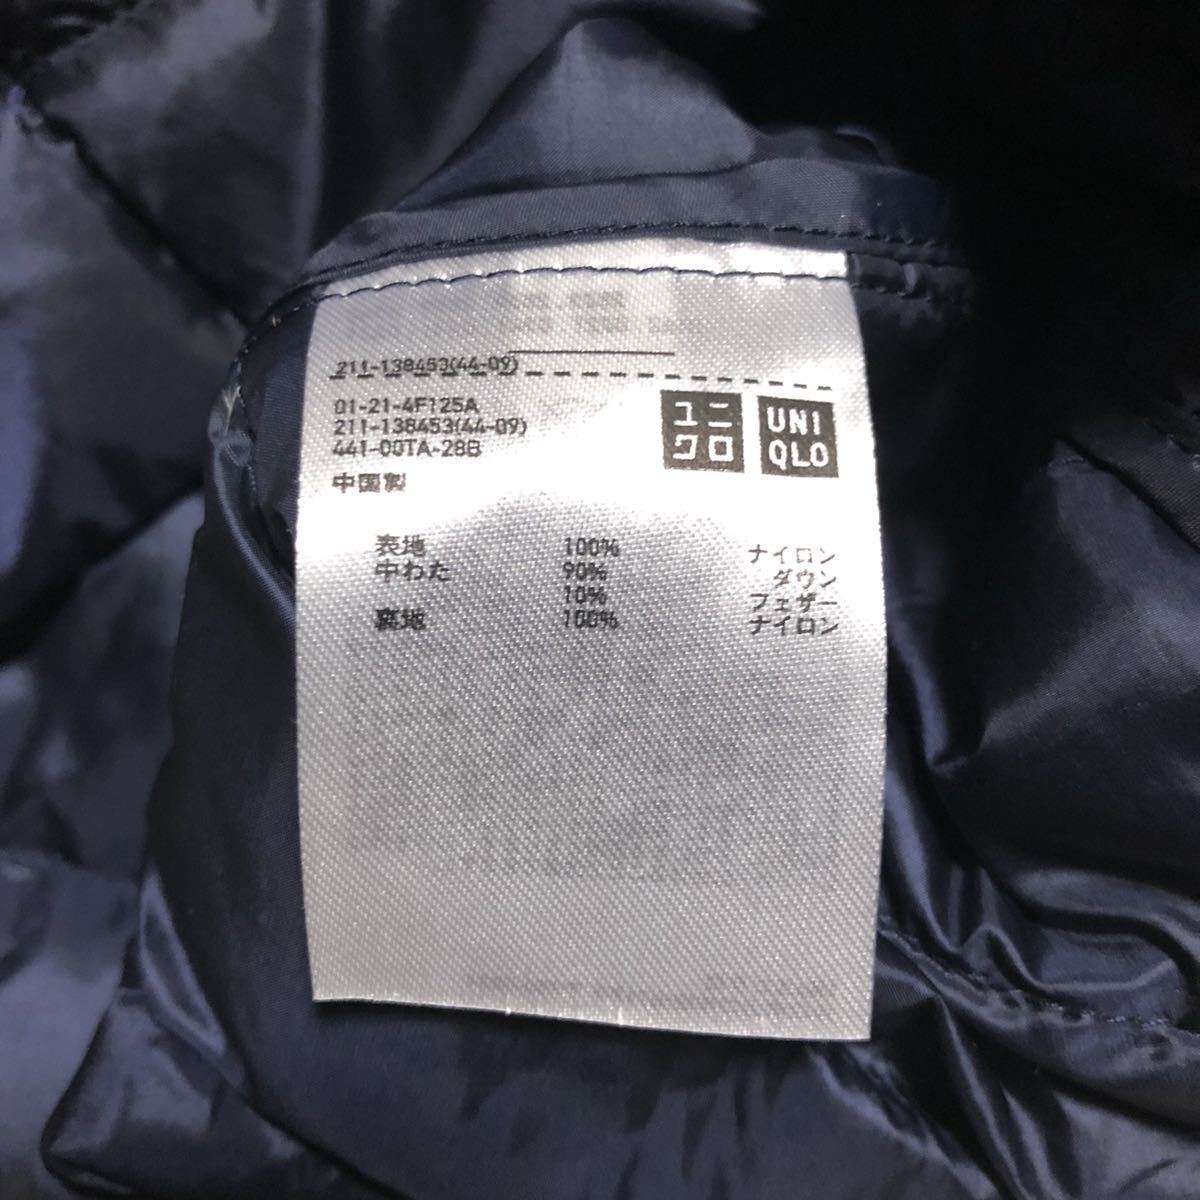 211-138453(44-09)
01-21-4F125A
211-138453(44-09)
441-00TA-28B
中国製
ユニ
クロ
UNI
QLO
表地 100% ナイロン
中わた 90% ダウン
10% フェザー
裏地 100% ナイロン